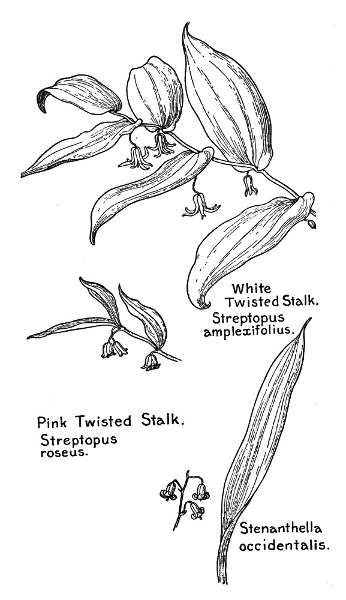 White
Twisted Stalk.
Streptopus
amplexifolius.
Pink Twisted Stalk.
Streptopus
roseus.
Stenanthella
occidentalis.